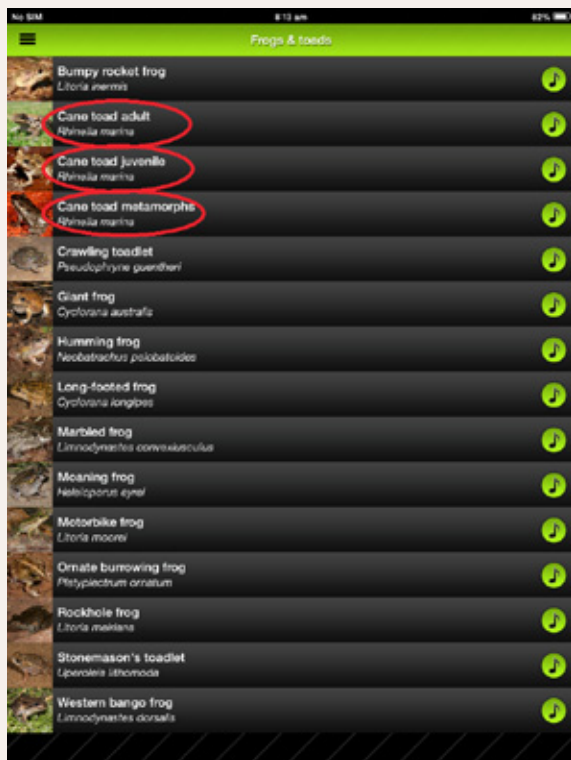 No SIM
8:13 am
82%
Frogs & toads
Bumpy rocket frog
Litoria inermis
Cane toad adult
Rhinella marina
Cane toad juvenile
Rhinella marina
Cane toad metamorphs
Rhinella marina
Crawling toadlet
Pseudophryne guentheri
Giant frog
Cyclorana australis
Humming frog
Neobatrachus pelobatoides
Long-footed frog
Cyclorana longipes
Marbled frog
Limnodynastes convexiusculus
Moaning frog
Heleioporus eyrei
Motorbike frog
Litoria moorei
Ornate burrowing frog
Platyplectrum ornatum
Rockhole frog
Litoria meiriana
Stonemason's toadlet
Uperoleia lithomoda
Western bango frog
Limnodynastes dorsalis